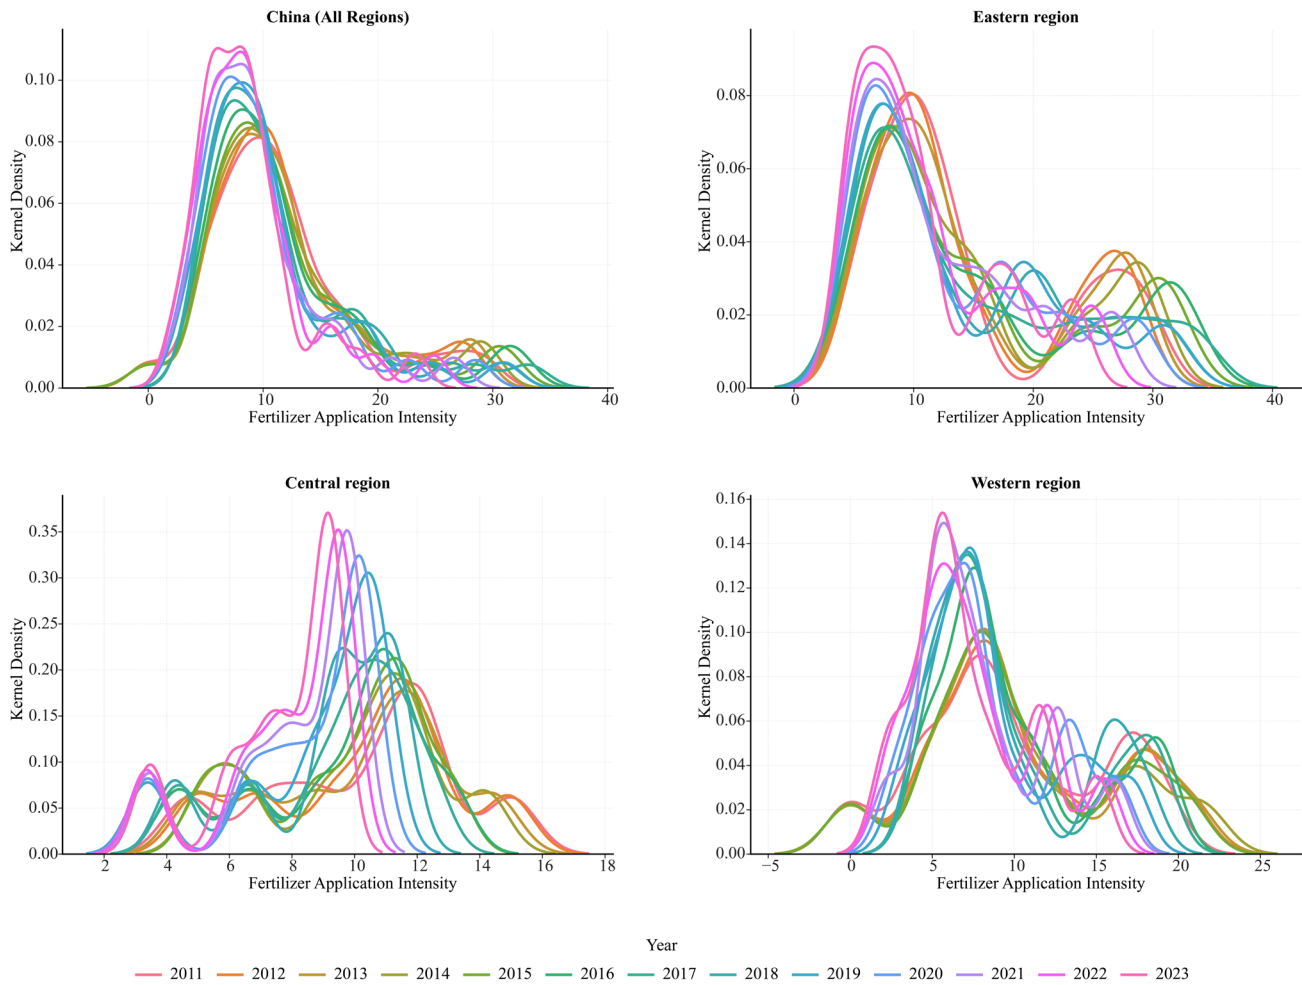 China (All Regions)
Kernel Density
0.10
0.08
0.06
0.04
0.02
0.00
0 10 20 30 40
Fertilizer Application Intensity
Eastern region
Kernel Density
0.08
0.06
0.04
0.02
0.00
0 10 20 30 40
Fertilizer Application Intensity
Central region
Kernel Density
0.35
0.30
0.25
0.20
0.15
0.10
0.05
0.00
2 4 6 8 10 12 14 16 18
Fertilizer Application Intensity
Western region
Kernel Density
0.16
0.14
0.12
0.10
0.08
0.06
0.04
0.02
0.00
−5 0 5 10 15 20 25
Fertilizer Application Intensity
Year
2011 2012 2013 2014 2015 2016 2017 2018 2019 2020 2021 2022 2023